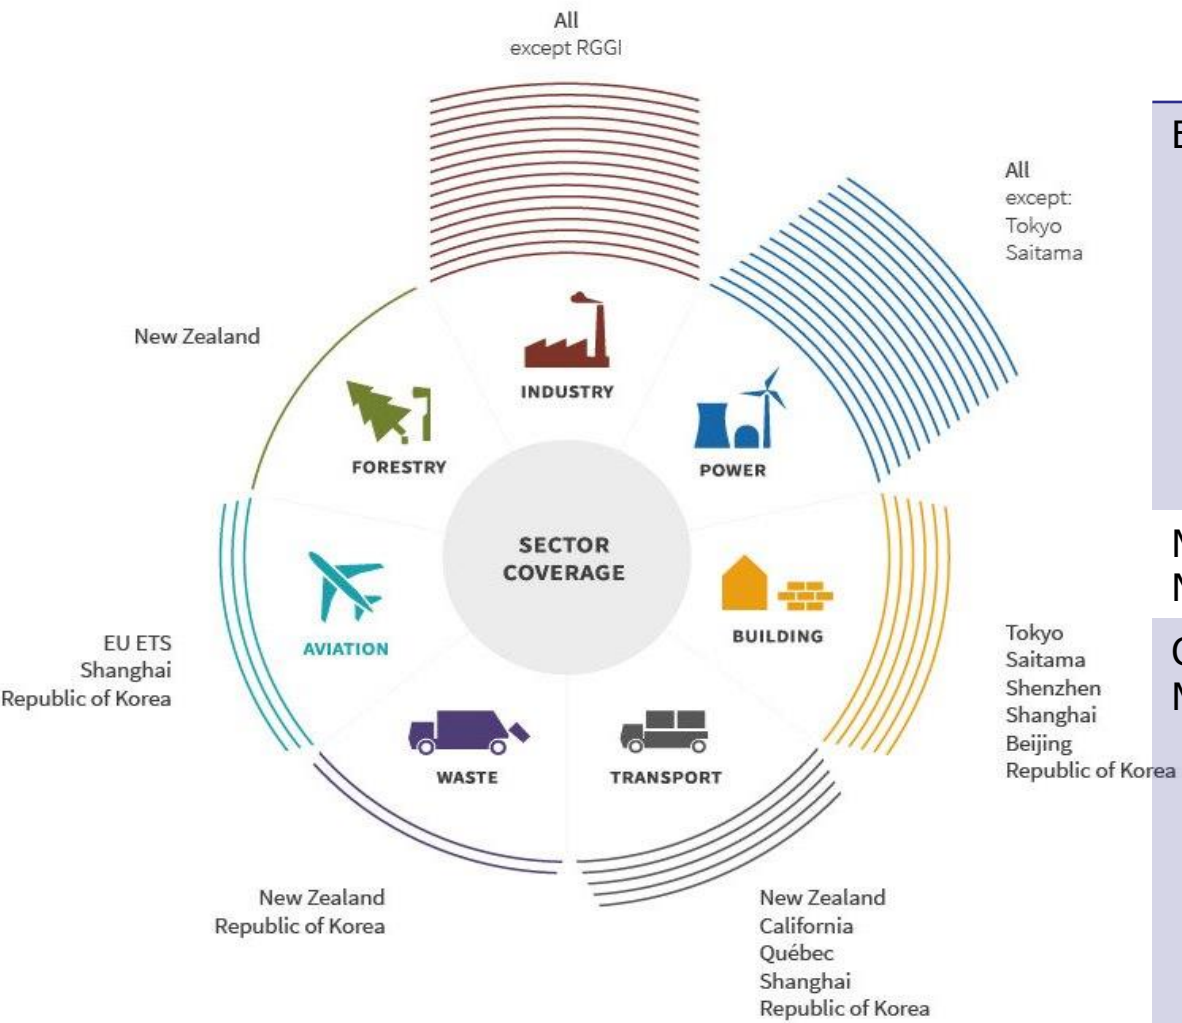 All
except RGGI
All
except:
Tokyo
Saitama
New Zealand
INDUSTRY
FORESTRY
POWER
SECTOR
COVERAGE
AVIATION
BUILDING
EU ETS
Shanghai
Republic of Korea
Tokyo
Saitama
Shenzhen
Shanghai
Beijing
Republic of Korea
WASTE
TRANSPORT
New Zealand
Republic of Korea
New Zealand
California
Québec
Shanghai
Republic of Korea